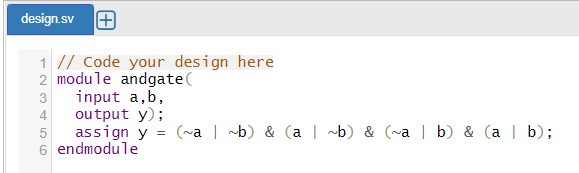 design.sv
1 // Code your design here
2 module andgate(
3 input a,b,
4 output y);
5 assign y = (~a | ~b) & (a | ~b) & (~a | b) & (a | b);
6 endmodule